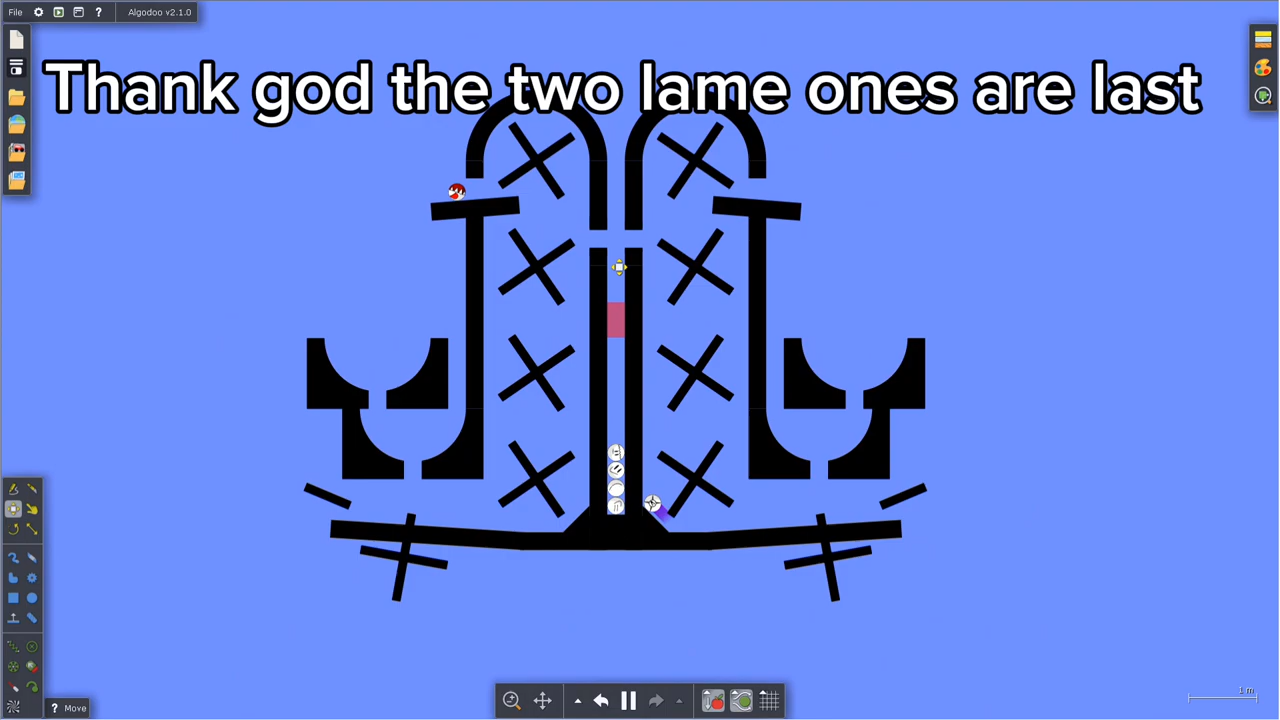 File ? Algodoo v2.1.0
Thank god the two lame ones are last
? Move
1 m